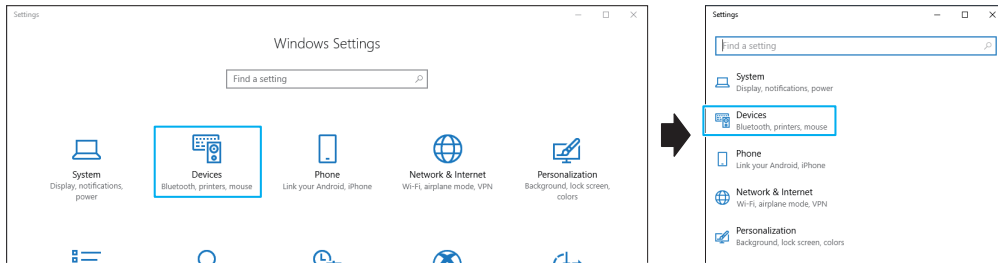 Settings
Windows Settings
Find a setting
System
Display, notifications,
power
Devices
Bluetooth, printers, mouse
Phone
Link your Android, iPhone
Network & Internet
Wi-Fi, airplane mode, VPN
Personalization
Background, lock screen,
colors
Settings
Find a setting
System
Display, notifications, power
Devices
Bluetooth, printers, mouse
Phone
Link your Android, iPhone
Network & Internet
Wi-Fi, airplane mode, VPN
Personalization
Background, lock screen, colors